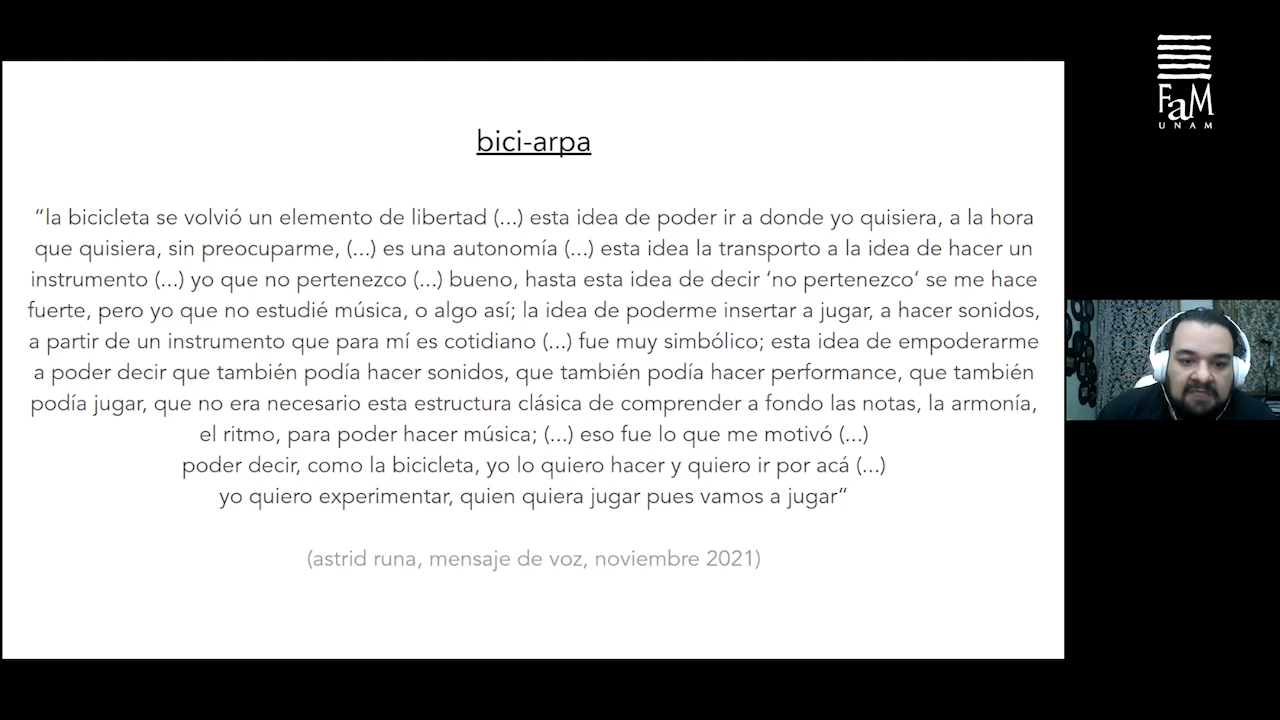 FaM
UNAM
bici-arpa
“la bicicleta se volvió un elemento de libertad (...) esta idea de poder ir a donde yo quisiera, a la hora
que quisiera, sin preocuparme, (...) es una autonomía (...) esta idea la transporto a la idea de hacer un
instrumento (...) yo que no pertenezco (...) bueno, hasta esta idea de decir ‘no pertenezco’ se me hace
fuerte, pero yo que no estudié música, o algo así; la idea de poderme insertar a jugar, a hacer sonidos,
a partir de un instrumento que para mí es cotidiano (...) fue muy simbólico; esta idea de empoderarme
a poder decir que también podía hacer sonidos, que también podía hacer performance, que también
podía jugar, que no era necesario esta estructura clásica de comprender a fondo las notas, la armonía,
el ritmo, para poder hacer música; (...) eso fue lo que me motivó (...)
poder decir, como la bicicleta, yo lo quiero hacer y quiero ir por acá (...)
yo quiero experimentar, quien quiera jugar pues vamos a jugar“
(astrid runa, mensaje de voz, noviembre 2021)